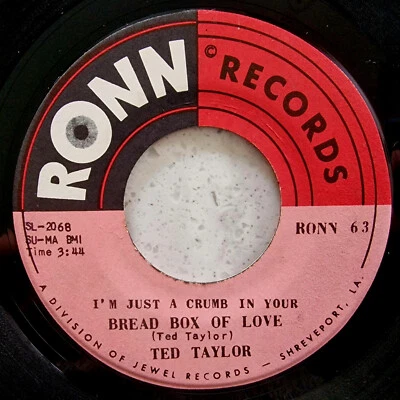 RONN
© RECORDS
SL-2068
SU-MA BMI
Time 3:44
RONN 63
I'M JUST A CRUMB IN YOUR
BREAD BOX OF LOVE
(Ted Taylor)
TED TAYLOR
A DIVISION OF JEWEL RECORDS — SHREVEPORT, LA.